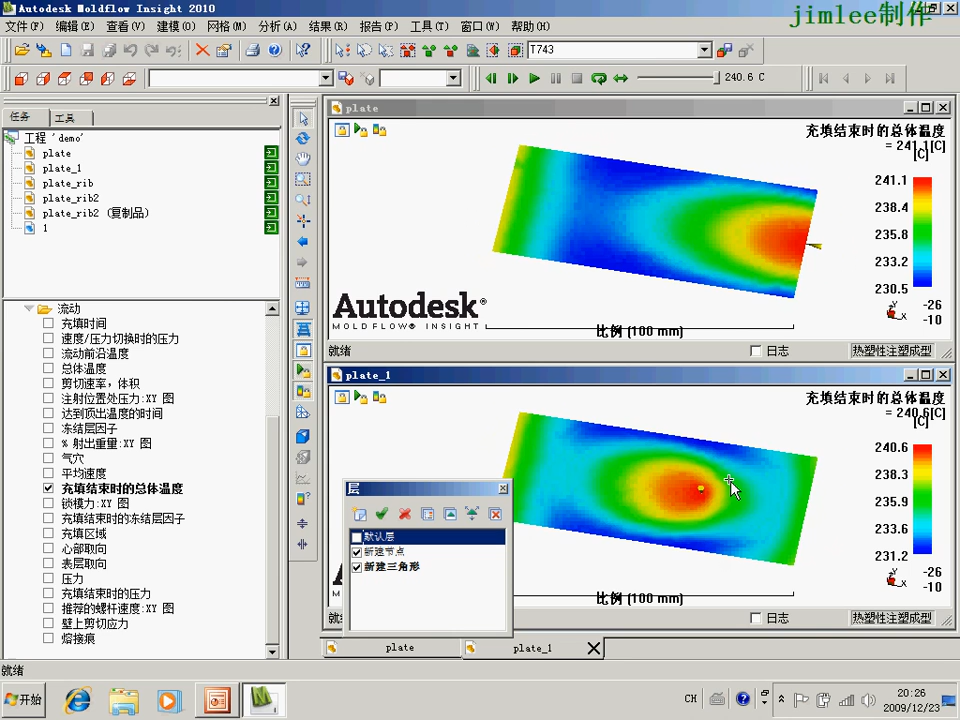 Autodesk Moldflow Insight 2010
jimlee制作
文件(F) 编辑(E) 查看(V) 建模(O) 网格(M) 分析(A) 结果(R) 报告(P) 工具(T) 窗口(W) 帮助(H)
T743
240.6 C
任务 工具
工程 'demo'
plate
plate_1
plate_rib
plate_rib2
plate_rib2 (复制品)
1
流动
充填时间
速度/压力切换时的压力
流动前沿温度
总体温度
剪切速率，体积
注射位置处压力:XY 图
达到顶出温度的时间
冻结层因子
% 射出重量:XY 图
气穴
平均速度
充填结束时的总体温度
锁模力:XY 图
充填结束时的冻结层因子
充填区域
心部取向
表层取向
压力
充填结束时的压力
推荐的螺杆速度:XY 图
壁上剪切应力
熔接痕
就绪
plate
充填结束时的总体温度
= 241.1[C]
[C]
241.1
238.4
235.8
233.2
230.5
Autodesk®
MOLDFLOW® INSIGHT
比例 (100 mm)
Y
X
-26
-10
就绪
日志
热塑性注塑成型
plate_1
充填结束时的总体温度
= 240.6[C]
[C]
240.6
238.3
235.9
233.6
231.2
比例 (100 mm)
Y
X
-26
-10
日志
热塑性注塑成型
层
默认层
新建节点
新建三角形
plate
plate_1
开始
CH
20:26
2009/12/23